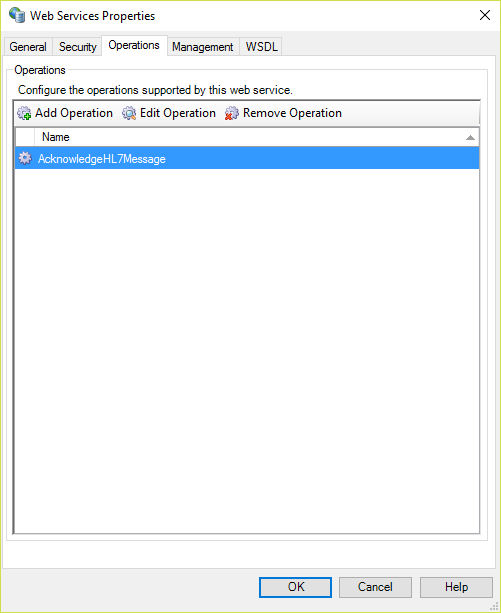 Web Services Properties
General Security Operations Management WSDL
Operations
Configure the operations supported by this web service.
Add Operation Edit Operation Remove Operation
Name
AcknowledgeHL7Message
OK Cancel Help